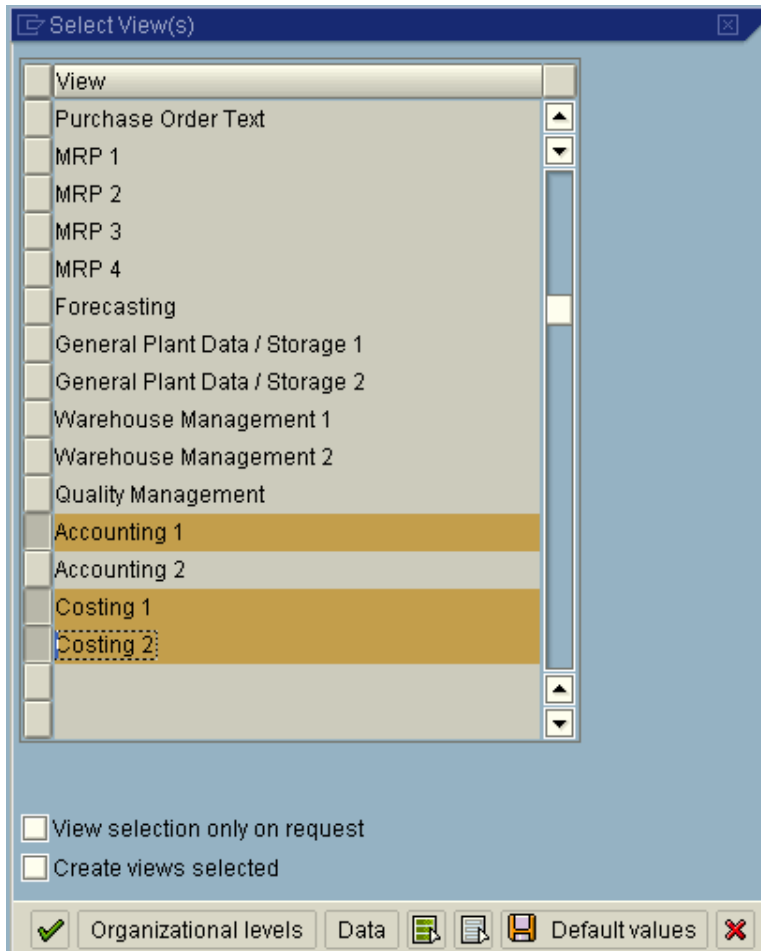 Select View(s)
View
Purchase Order Text
MRP 1
MRP 2
MRP 3
MRP 4
Forecasting
General Plant Data / Storage 1
General Plant Data / Storage 2
Warehouse Management 1
Warehouse Management 2
Quality Management
Accounting 1
Accounting 2
Costing 1
Costing 2
View selection only on request
Create views selected
Organizational levels Data Default values